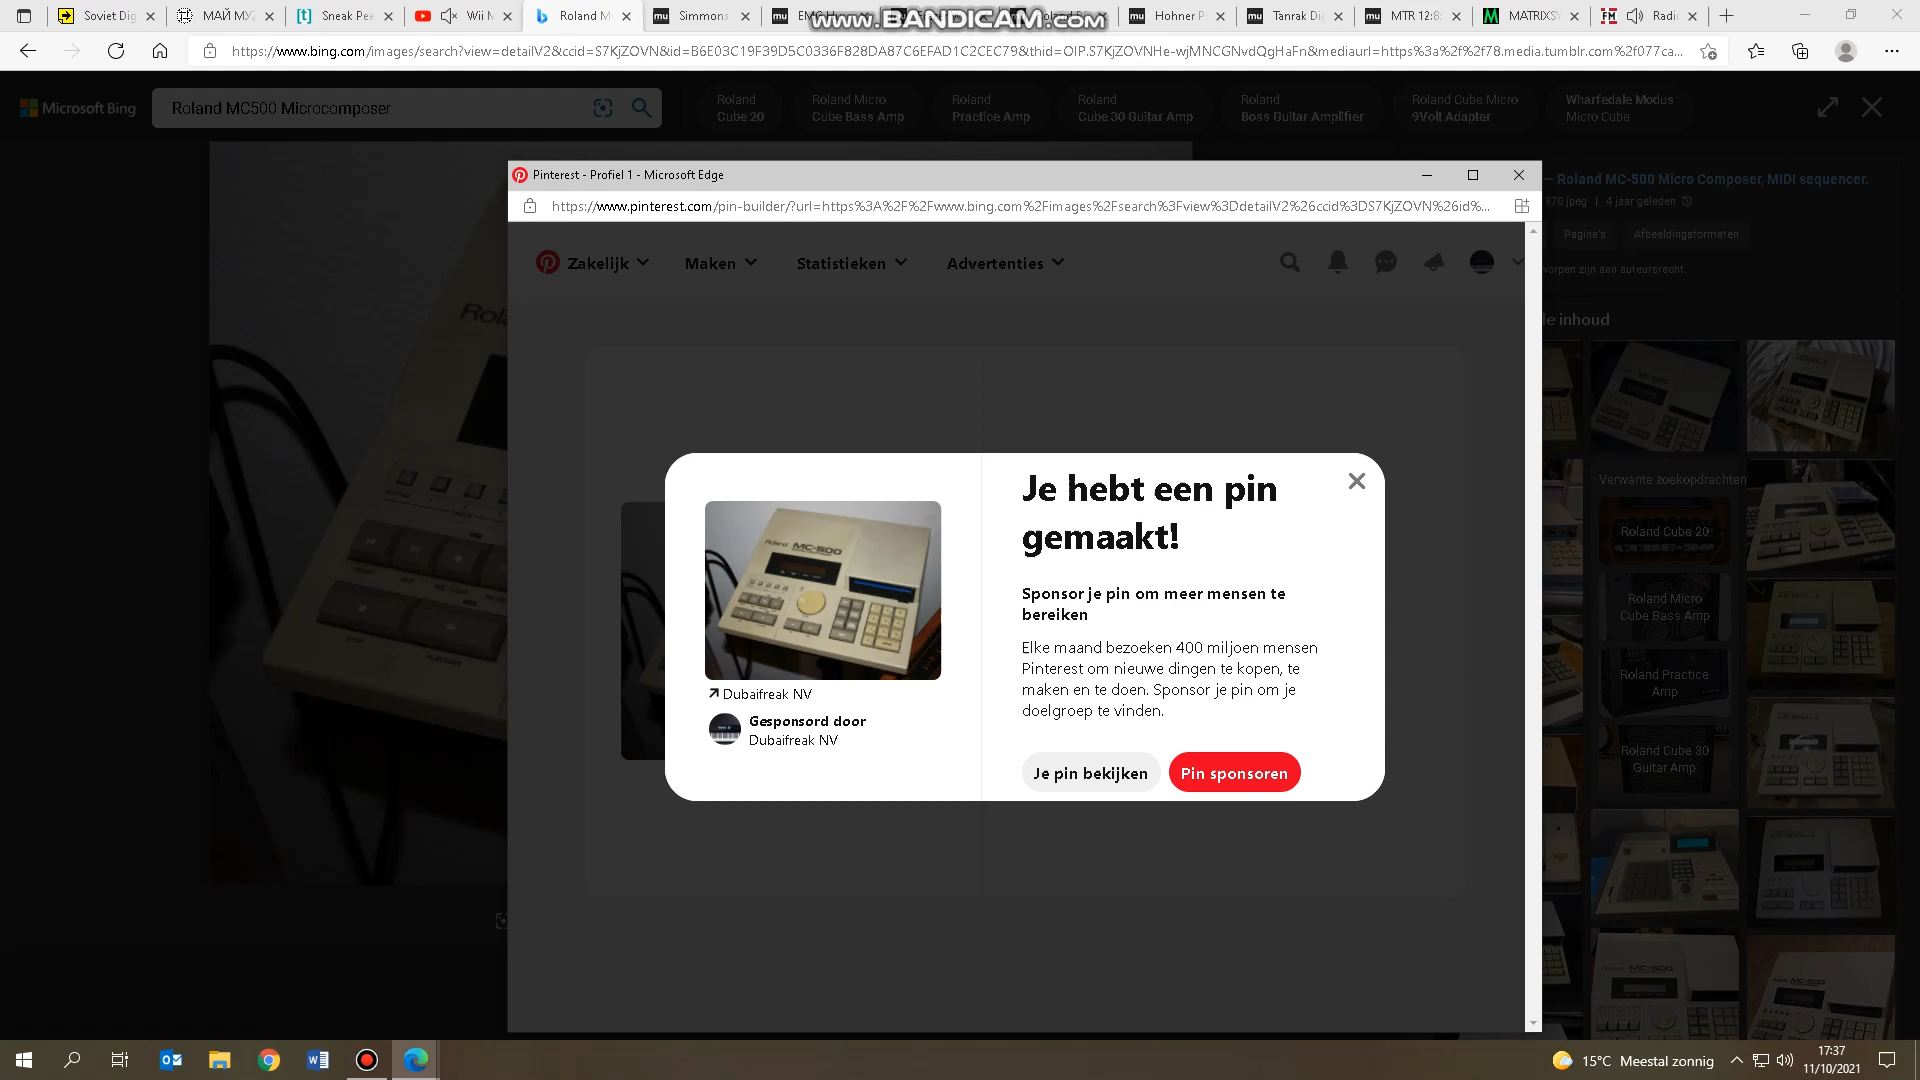 Soviet Dig
МАЙ МУZ
Sneak Pee
Wii M
Roland M
Simmons
EMC H
Hohner P
Tanrak Di
MTR 12:8
MATRIXSY
Radi
www.BANDICAM.com
https://www.bing.com/images/search?view=detailV2&ccid=S7KjZOVN&id=B6E03C19F39D5C0336F828DA87C6EFAD1C2CEC79&thid=OIP.S7KjZOVNHe-wjMNCGNvdQgHaFn&mediaurl=https%3a%2f%2f78.media.tumblr.com%2f077ca...
Microsoft Bing
Roland MC500 Microcomposer
Roland
Cube 20
Roland Micro
Cube Bass Amp
Roland
Practice Amp
Roland
Cube 30 Guitar Amp
Roland
Boss Guitar Amplifier
Roland Cube Micro
9Volt Adapter
Wharfedale Modus
Micro Cube
Pinterest - Profiel 1 - Microsoft Edge
https://www.pinterest.com/pin-builder/?url=https%3A%2F%2Fwww.bing.com%2Fimages%2Fsearch%3Fview%3DdetailV2%26ccid%3DS7KjZOVN%26id%...
— Roland MC-500 Micro Composer, MIDI sequencer.
970 jpeg | 4 jaar geleden
Pagina's
Afbeeldingsformaten
worpen zijn aan auteursrecht.
Zakelijk
Maken
Statistieken
Advertenties
de inhoud
Je hebt een pin
gemaakt!
Sponsor je pin om meer mensen te
bereiken
Elke maand bezoeken 400 miljoen mensen
Pinterest om nieuwe dingen te kopen, te
maken en te doen. Sponsor je pin om je
doelgroep te vinden.
Je pin bekijken
Pin sponsoren
Roland MC-500
Dubaifreak NV
Gesponsord door
Dubaifreak NV
Verwante zoekopdrachten
Roland Cube 20
Roland Micro
Cube Bass Amp
Roland Practice
Amp
Roland Cube 30
Guitar Amp
15°C Meestal zonnig
17:37
11/10/2021